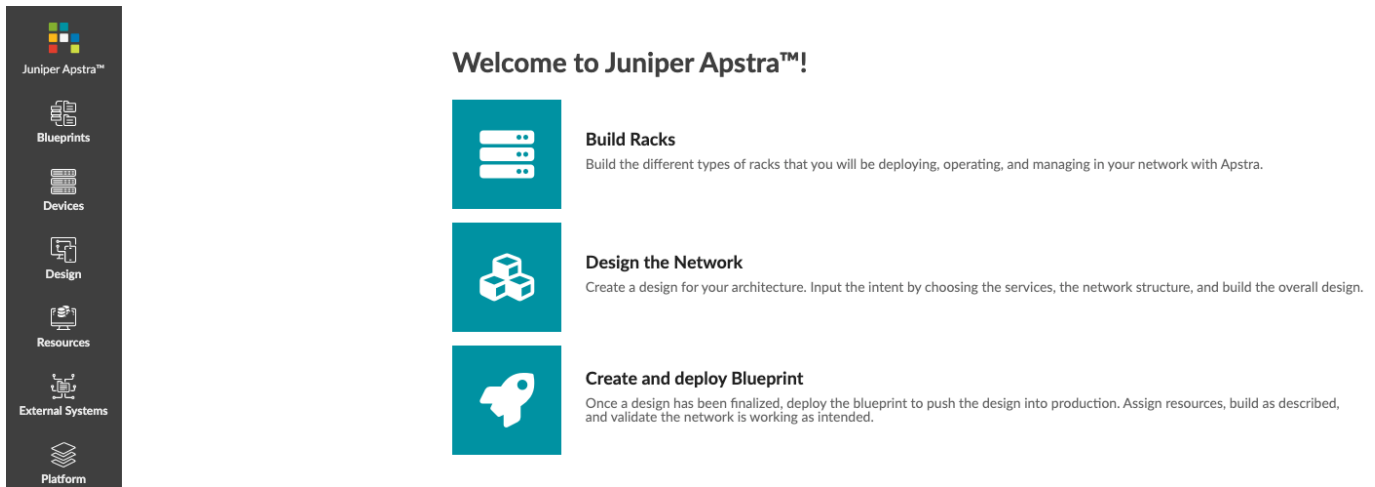 Juniper Apstra™
Blueprints
Devices
Design
Resources
External Systems
Platform
Welcome to Juniper Apstra™!
Build Racks
Build the different types of racks that you will be deploying, operating, and managing in your network with Apstra.
Design the Network
Create a design for your architecture. Input the intent by choosing the services, the network structure, and build the overall design.
Create and deploy Blueprint
Once a design has been finalized, deploy the blueprint to push the design into production. Assign resources, build as described,
and validate the network is working as intended.